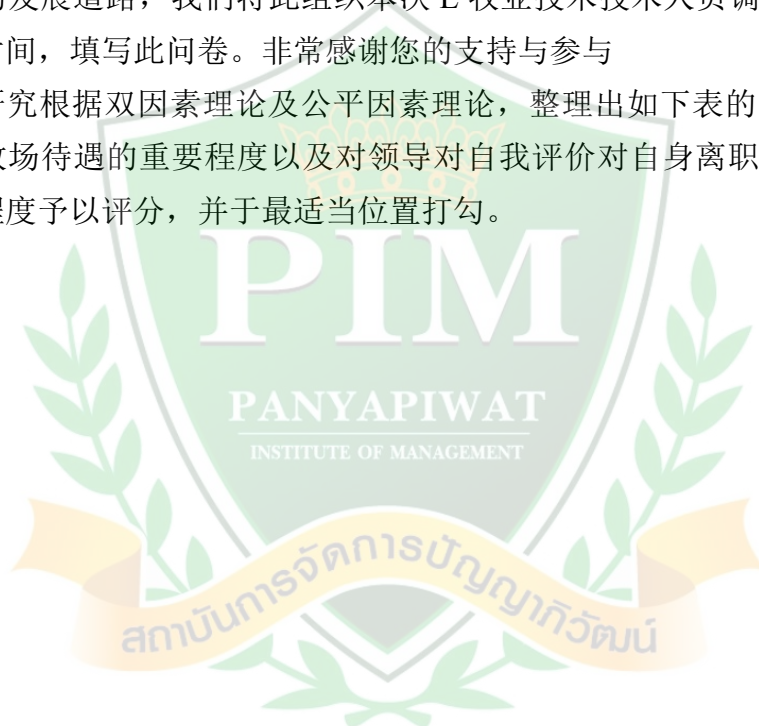 的发展道路，我们特此组织本次 E 牧业技术技术人员调
时间，填写此问卷。非常感谢您的支持与参与
研究根据双因素理论及公平因素理论，整理出如下表的
牧场待遇的重要程度以及对领导对自我评价对自身离职
程度予以评分，并于最适当位置打勾。
PIM
PANYAPIWAT
INSTITUTE OF MANAGEMENT
สถาบันการจัดการปัญญาภิวัฒน์